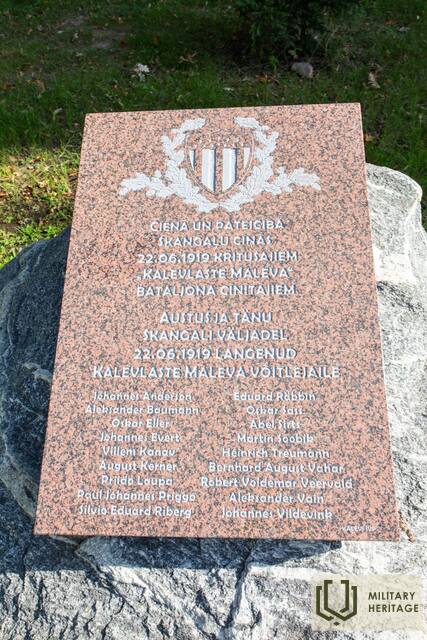 CIEŅA UN PATEICĪBA
SKANGAĻU CĪŅĀS
22.06.1919 KRITUŠAJIEM
"KALEVLASTE MALEVA"
BATALJONA CĪNĪTĀJIEM
AUSTUS JA TÄNU
SKANGALI VÄLJADEL
22.06.1919 LANGENUD
KALEVLASTE MALEVA VÕITLEJAILE
Johannes Anderson
Aleksander Baumann
Oskar Eller
Johannes Evert
Villem Kanav
August Kerner
Priido Laupa
Paul Johannes Prigge
Silvio Eduard Riberg
Eduard Räbbin
Oskar Sass
Abel Sirts
Martin Soobik
Heinrich Treumann
Bernhard August Vahar
Robert Voldemar Veervald
Aleksander Vain
Johannes Vildevink
MILITARY
HERITAGE